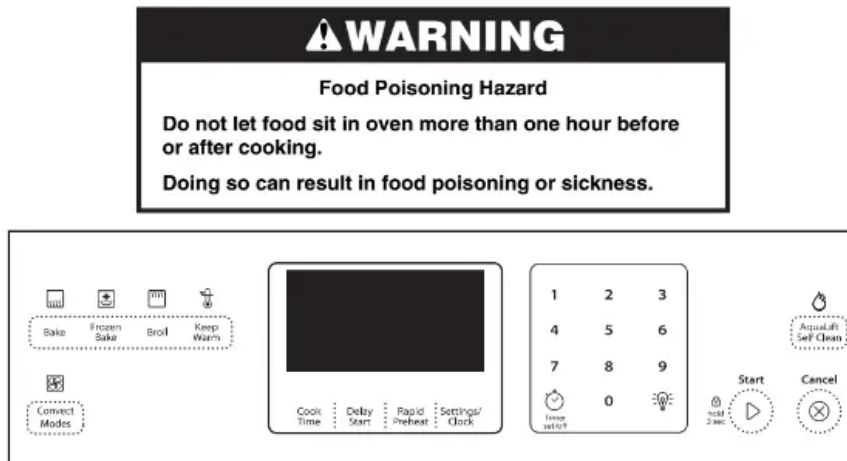 WARNING
Food Poisoning Hazard
Do not let food sit in oven more than one hour before
or after cooking.
Doing so can result in food poisoning or sickness.
Bake
Frozen
Bake
Broil
Keep
Warm
Convect
Modes
Cook
Time
Delay
Start
Rapid
Preheat
Settings/
Clock
1 2 3
4 5 6
7 8 9
Timer
set/off
0
hold
3 sec
Start
AquaLift
Self Clean
Cancel